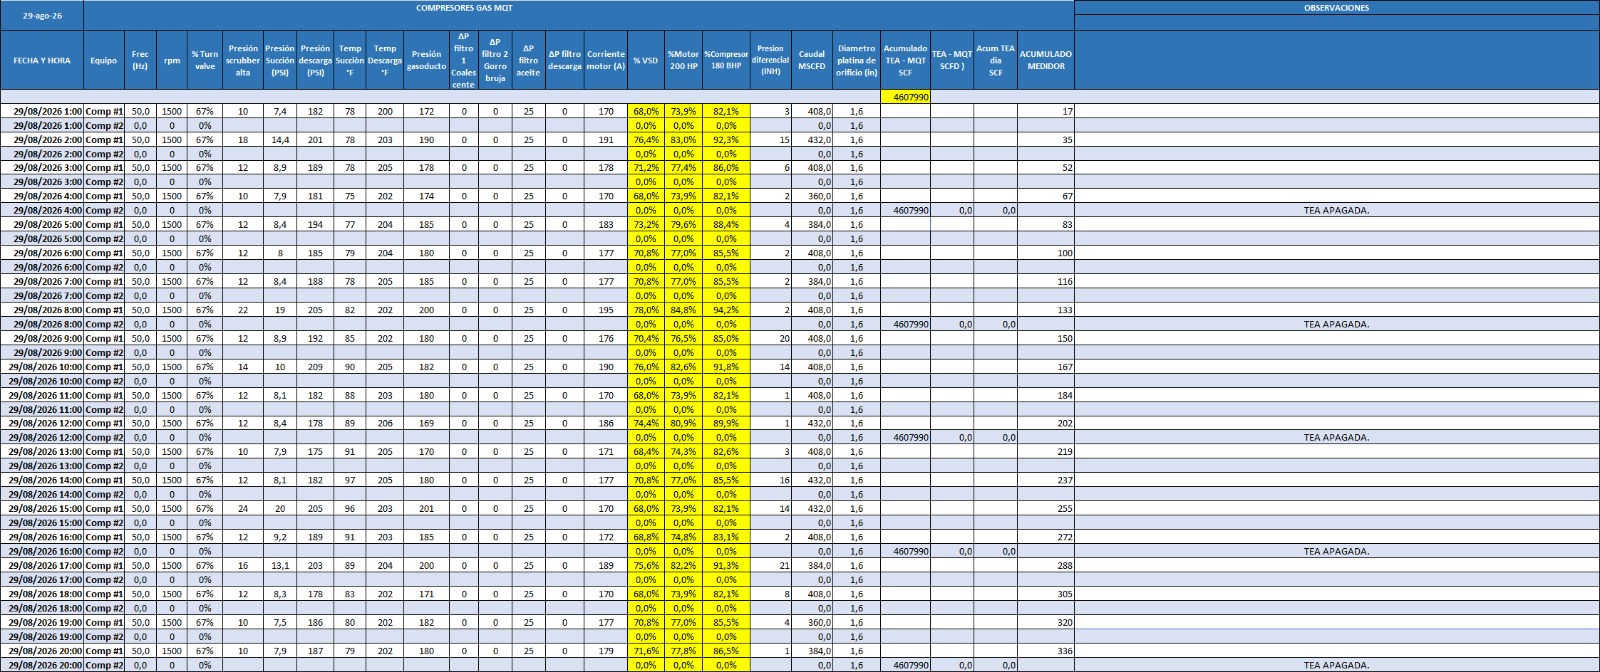 29-ago-26 COMPRESORES GAS MQT OBSERVACIONES
FECHA Y HORA Equipo Frec (Hz) rpm % Turn valve Presión scrubber alta Presión Succión (PSI) Presión descarga (PSI) Temp Succión °F Temp Descarga °F Presión gasoducto ΔP filtro 1 Coales cente ΔP filtro 2 Gorro bruja ΔP filtro aceite ΔP filtro descarga Corriente motor (A) % VSD %Motor 200 HP %Compresor 180 BHP Presion diferencial (INH) Caudal MSCFD Diametro platina de orificio (in) Acumulado TEA - MQT SCF TEA - MQT SCFD ) Acum TEA dia SCF ACUMULADO MEDIDOR
4607990
29/08/2026 1:00 Comp #1 50,0 1500 67% 10 7,4 182 78 200 172 0 0 25 0 170 68,0% 73,9% 82,1% 3 408,0 1,6 17
29/08/2026 1:00 Comp #2 0,0 0 0% 0,0% 0,0% 0,0% 0,0 1,6
29/08/2026 2:00 Comp #1 50,0 1500 67% 18 14,4 201 78 203 190 0 0 25 0 191 76,4% 83,0% 92,3% 15 432,0 1,6 35
29/08/2026 2:00 Comp #2 0,0 0 0% 0,0% 0,0% 0,0% 0,0 1,6
29/08/2026 3:00 Comp #1 50,0 1500 67% 12 8,9 189 78 205 178 0 0 25 0 178 71,2% 77,4% 86,0% 6 408,0 1,6 52
29/08/2026 3:00 Comp #2 0,0 0 0% 0,0% 0,0% 0,0% 0,0 1,6
29/08/2026 4:00 Comp #1 50,0 1500 67% 10 7,9 181 75 202 174 0 0 25 0 170 68,0% 73,9% 82,1% 2 360,0 1,6 67
29/08/2026 4:00 Comp #2 0,0 0 0% 0,0% 0,0% 0,0% 0,0 1,6 4607990 0,0 0,0 TEA APAGADA.
29/08/2026 5:00 Comp #1 50,0 1500 67% 12 8,4 194 77 204 185 0 0 25 0 183 73,2% 79,6% 88,4% 4 384,0 1,6 83
29/08/2026 5:00 Comp #2 0,0 0 0% 0,0% 0,0% 0,0% 0,0 1,6
29/08/2026 6:00 Comp #1 50,0 1500 67% 12 8 185 79 204 180 0 0 25 0 177 70,8% 77,0% 85,5% 2 408,0 1,6 100
29/08/2026 6:00 Comp #2 0,0 0 0% 0,0% 0,0% 0,0% 0,0 1,6
29/08/2026 7:00 Comp #1 50,0 1500 67% 12 8,4 188 78 205 185 0 0 25 0 177 70,8% 77,0% 85,5% 2 384,0 1,6 116
29/08/2026 7:00 Comp #2 0,0 0 0% 0,0% 0,0% 0,0% 0,0 1,6
29/08/2026 8:00 Comp #1 50,0 1500 67% 22 19 205 82 202 200 0 0 25 0 195 78,0% 84,8% 94,2% 2 408,0 1,6 133
29/08/2026 8:00 Comp #2 0,0 0 0% 0,0% 0,0% 0,0% 0,0 1,6 4607990 0,0 0,0 TEA APAGADA.
29/08/2026 9:00 Comp #1 50,0 1500 67% 12 8,9 192 85 202 180 0 0 25 0 176 70,4% 76,5% 85,0% 20 408,0 1,6 150
29/08/2026 9:00 Comp #2 0,0 0 0% 0,0% 0,0% 0,0% 0,0 1,6
29/08/2026 10:00 Comp #1 50,0 1500 67% 14 10 209 90 205 182 0 0 25 0 190 76,0% 82,6% 91,8% 14 408,0 1,6 167
29/08/2026 10:00 Comp #2 0,0 0 0% 0,0% 0,0% 0,0% 0,0 1,6
29/08/2026 11:00 Comp #1 50,0 1500 67% 12 8,1 182 88 203 180 0 0 25 0 170 68,0% 73,9% 82,1% 1 408,0 1,6 184
29/08/2026 11:00 Comp #2 0,0 0 0% 0,0% 0,0% 0,0% 0,0 1,6
29/08/2026 12:00 Comp #1 50,0 1500 67% 12 8,4 178 89 206 169 0 0 25 0 186 74,4% 80,9% 89,9% 1 432,0 1,6 202
29/08/2026 12:00 Comp #2 0,0 0 0% 0,0% 0,0% 0,0% 0,0 1,6 4607990 0,0 0,0 TEA APAGADA.
29/08/2026 13:00 Comp #1 50,0 1500 67% 10 7,9 175 91 205 170 0 0 25 0 171 68,4% 74,3% 82,6% 3 408,0 1,6 219
29/08/2026 13:00 Comp #2 0,0 0 0% 0,0% 0,0% 0,0% 0,0 1,6
29/08/2026 14:00 Comp #1 50,0 1500 67% 12 8,1 182 97 205 180 0 0 25 0 177 70,8% 77,0% 85,5% 16 432,0 1,6 237
29/08/2026 14:00 Comp #2 0,0 0 0% 0,0% 0,0% 0,0% 0,0 1,6
29/08/2026 15:00 Comp #1 50,0 1500 67% 24 20 205 96 203 201 0 0 25 0 170 68,0% 73,9% 82,1% 14 432,0 1,6 255
29/08/2026 15:00 Comp #2 0,0 0 0% 0,0% 0,0% 0,0% 0,0 1,6
29/08/2026 16:00 Comp #1 50,0 1500 67% 12 9,2 189 91 203 185 0 0 25 0 172 68,8% 74,8% 83,1% 2 408,0 1,6 272
29/08/2026 16:00 Comp #2 0,0 0 0% 0,0% 0,0% 0,0% 0,0 1,6 4607990 0,0 0,0 TEA APAGADA.
29/08/2026 17:00 Comp #1 50,0 1500 67% 16 13,1 203 89 204 200 0 0 25 0 189 75,6% 82,2% 91,3% 21 384,0 1,6 288
29/08/2026 17:00 Comp #2 0,0 0 0% 0,0% 0,0% 0,0% 0,0 1,6
29/08/2026 18:00 Comp #1 50,0 1500 67% 12 8,3 178 83 202 171 0 0 25 0 170 68,0% 73,9% 82,1% 8 408,0 1,6 305
29/08/2026 18:00 Comp #2 0,0 0 0% 0,0% 0,0% 0,0% 0,0 1,6
29/08/2026 19:00 Comp #1 50,0 1500 67% 10 7,5 186 80 202 182 0 0 25 0 177 70,8% 77,0% 85,5% 4 360,0 1,6 320
29/08/2026 19:00 Comp #2 0,0 0 0% 0,0% 0,0% 0,0% 0,0 1,6
29/08/2026 20:00 Comp #1 50,0 1500 67% 10 7,9 187 79 202 180 0 0 25 0 179 71,6% 77,8% 86,5% 1 384,0 1,6 336
29/08/2026 20:00 Comp #2 0,0 0 0% 0,0% 0,0% 0,0% 0,0 1,6 4607990 0,0 0,0 TEA APAGADA.